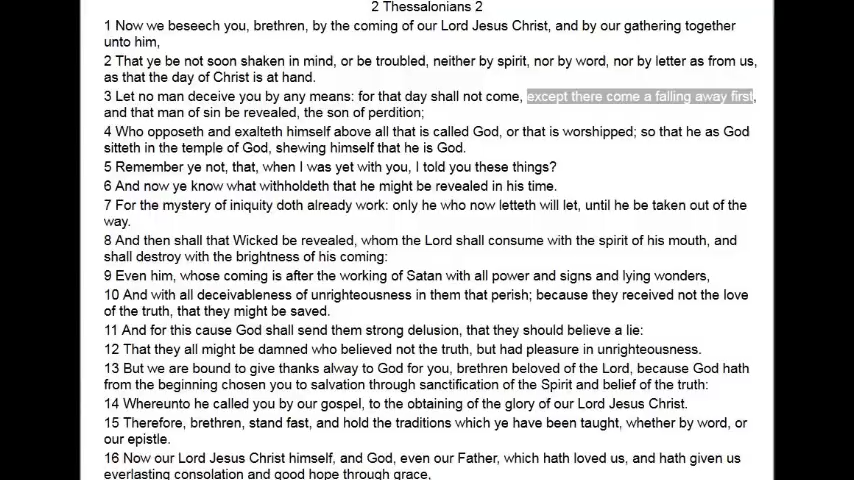 2 Thessalonians 2
1 Now we beseech you, brethren, by the coming of our Lord Jesus Christ, and by our gathering together
unto him,
2 That ye be not soon shaken in mind, or be troubled, neither by spirit, nor by word, nor by letter as from us,
as that the day of Christ is at hand.
3 Let no man deceive you by any means: for that day shall not come, except there come a falling away first,
and that man of sin be revealed, the son of perdition;
4 Who opposeth and exalteth himself above all that is called God, or that is worshipped; so that he as God
sitteth in the temple of God, shewing himself that he is God.
5 Remember ye not, that, when I was yet with you, I told you these things?
6 And now ye know what withholdeth that he might be revealed in his time.
7 For the mystery of iniquity doth already work: only he who now letteth will let, until he be taken out of the
way.
8 And then shall that Wicked be revealed, whom the Lord shall consume with the spirit of his mouth, and
shall destroy with the brightness of his coming:
9 Even him, whose coming is after the working of Satan with all power and signs and lying wonders,
10 And with all deceivableness of unrighteousness in them that perish; because they received not the love
of the truth, that they might be saved.
11 And for this cause God shall send them strong delusion, that they should believe a lie:
12 That they all might be damned who believed not the truth, but had pleasure in unrighteousness.
13 But we are bound to give thanks alway to God for you, brethren beloved of the Lord, because God hath
from the beginning chosen you to salvation through sanctification of the Spirit and belief of the truth:
14 Whereunto he called you by our gospel, to the obtaining of the glory of our Lord Jesus Christ.
15 Therefore, brethren, stand fast, and hold the traditions which ye have been taught, whether by word, or
our epistle.
16 Now our Lord Jesus Christ himself, and God, even our Father, which hath loved us, and hath given us
everlasting consolation and good hope through grace,